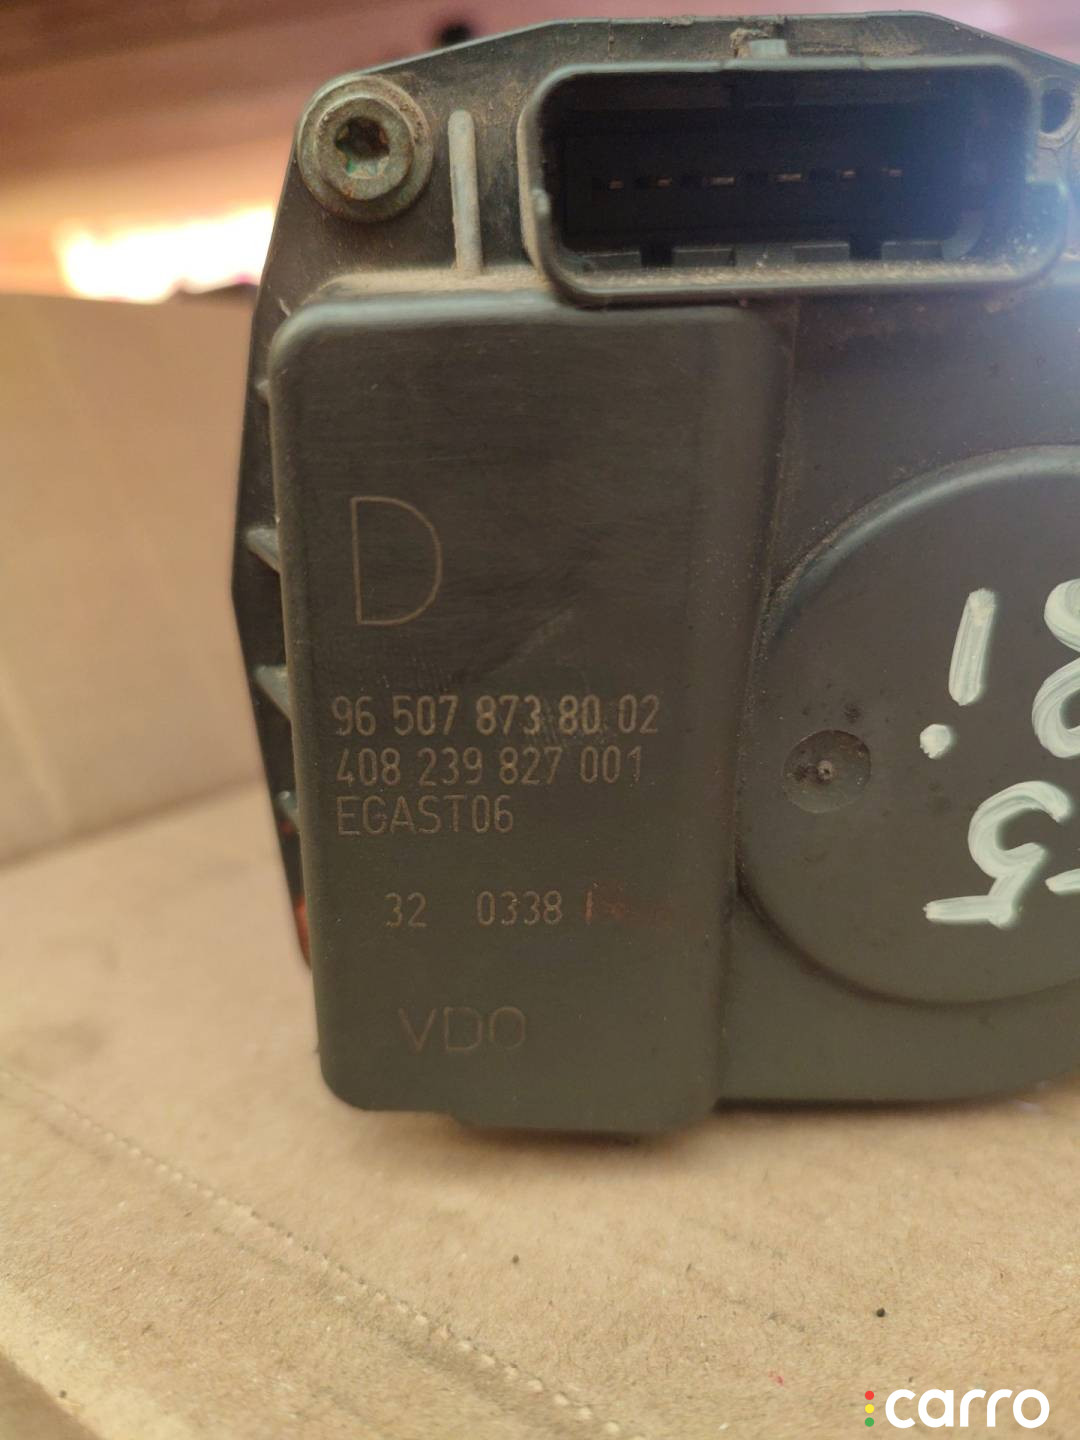 D
96 507 873 80 02
408 239 827 001
EGAST06
32 0338
VDO
carro